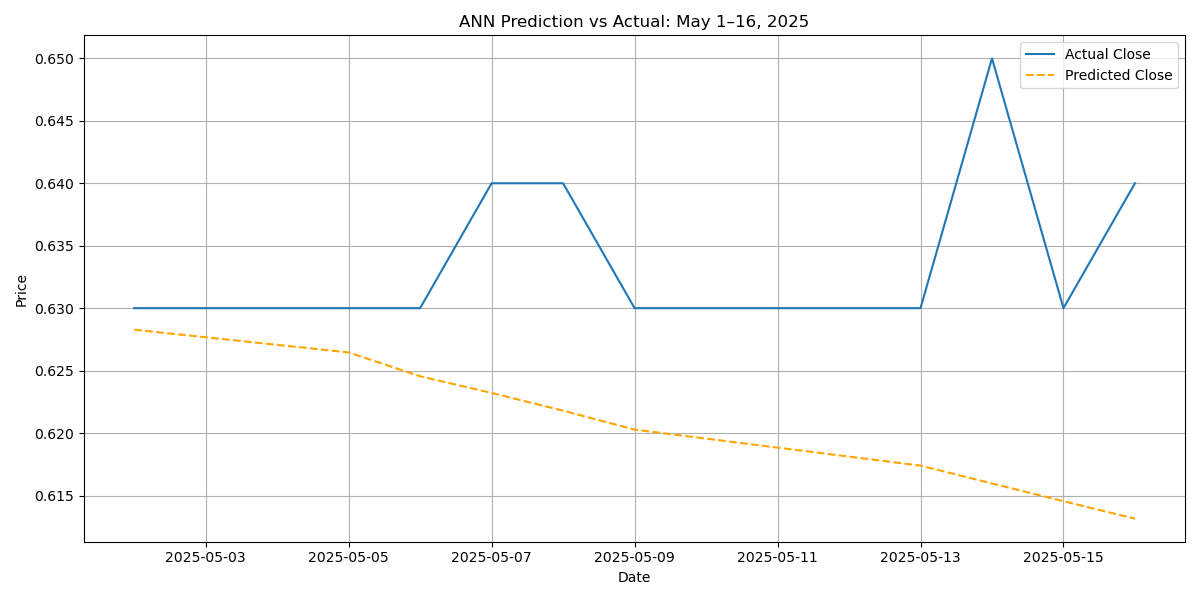 ANN Prediction vs Actual: May 1–16, 2025
Actual Close
Predicted Close
Price
0.650
0.645
0.640
0.635
0.630
0.625
0.620
0.615
2025-05-03 2025-05-05 2025-05-07 2025-05-09 2025-05-11 2025-05-13 2025-05-15
Date